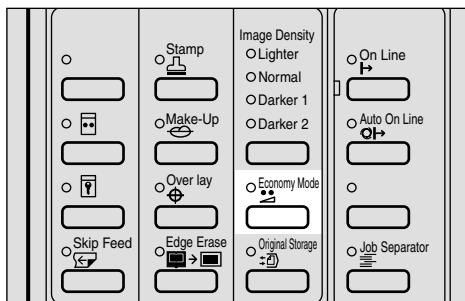 Stamp
Image Density
Lighter
Normal
Darker 1
Darker 2
On Line
Make-Up
Auto On Line
Over lay
Economy Mode
Skip Feed
Edge Erase
Original Storage
Job Separator